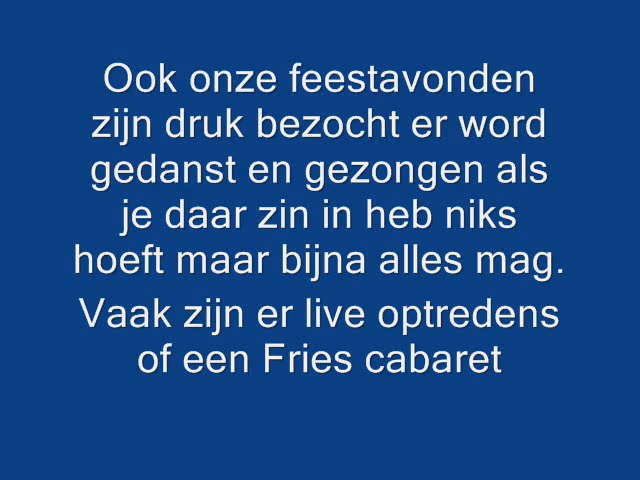 Ook onze feestavonden
zijn druk bezocht er word
gedanst en gezongen als
je daar zin in heb niks
hoeft maar bijna alles mag.
Vaak zijn er live optredens
of een Fries cabaret